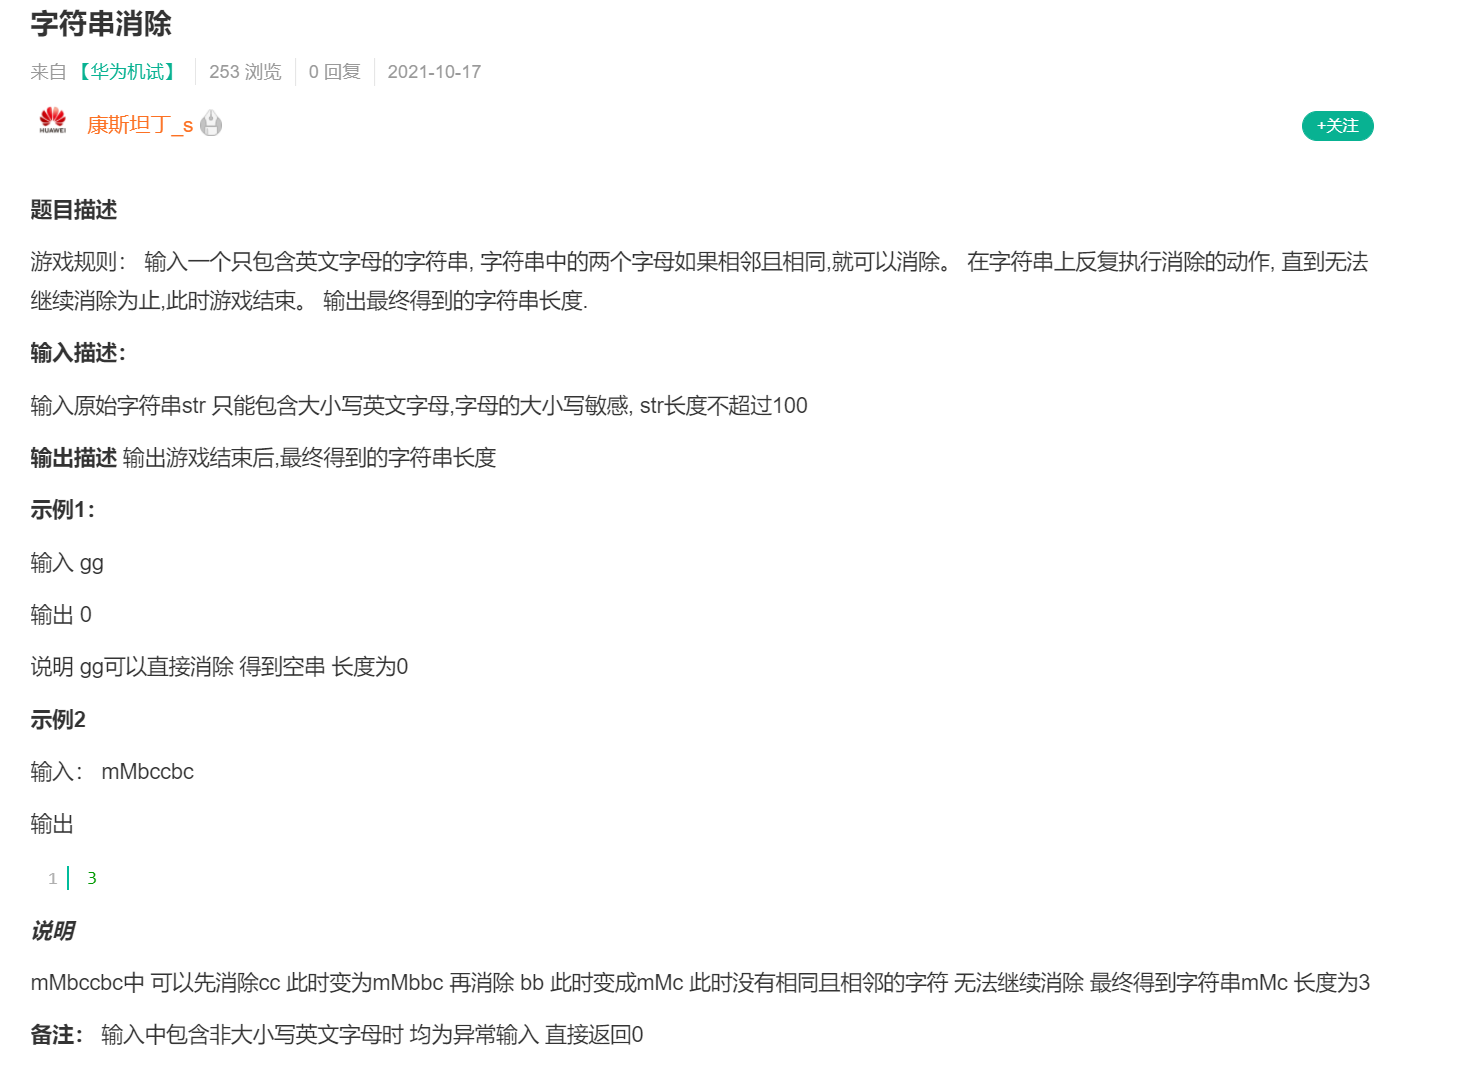 字符串消除
来自 【华为机试】 253 浏览 0 回复 2021-10-17
HUAWEI 康斯坦丁_s +关注
题目描述
游戏规则： 输入一个只包含英文字母的字符串, 字符串中的两个字母如果相邻且相同,就可以消除。 在字符串上反复执行消除的动作, 直到无法
继续消除为止,此时游戏结束。 输出最终得到的字符串长度.
输入描述：
输入原始字符串str 只能包含大小写英文字母,字母的大小写敏感, str长度不超过100
输出描述 输出游戏结束后,最终得到的字符串长度
示例1：
输入 gg
输出 0
说明 gg可以直接消除 得到空串 长度为0
示例2
输入： mMbccbc
输出
1 3
说明
mMbccbc中 可以先消除cc 此时变为mMbbc 再消除 bb 此时变成mMc 此时没有相同且相邻的字符 无法继续消除 最终得到字符串mMc 长度为3
备注： 输入中包含非大小写英文字母时 均为异常输入 直接返回0